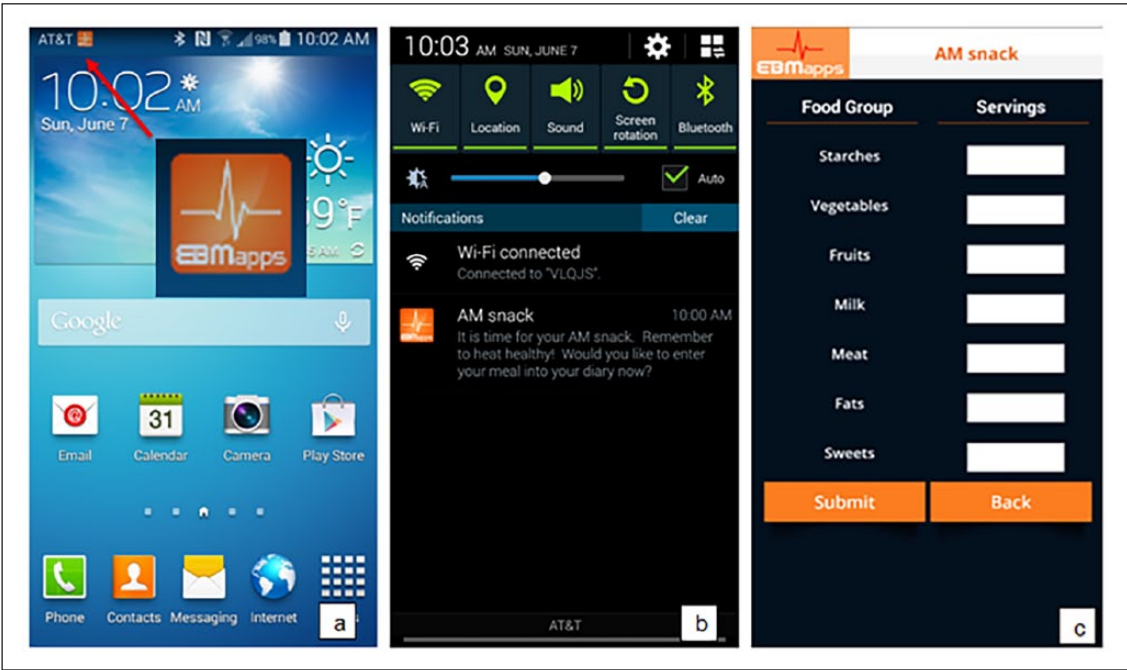 AT&T 98% 10:02 AM
10:02 AM
Sun, June 7
EBMapps
9°F
AM
Google
31
Email Calendar Camera Play Store
Phone Contacts Messaging Internet
a
10:03 AM SUN, JUNE 7
Wi-Fi Location Sound Screen rotation Bluetooth
Auto
Notifications Clear
Wi-Fi connected
Connected to "VLQJS".
AM snack 10:00 AM
It is time for your AM snack. Remember
to heat healthy! Would you like to enter
your meal into your diary now?
EBMapps
AT&T
b
EBMapps AM snack
Food Group Servings
Starches
Vegetables
Fruits
Milk
Meat
Fats
Sweets
Submit Back
c